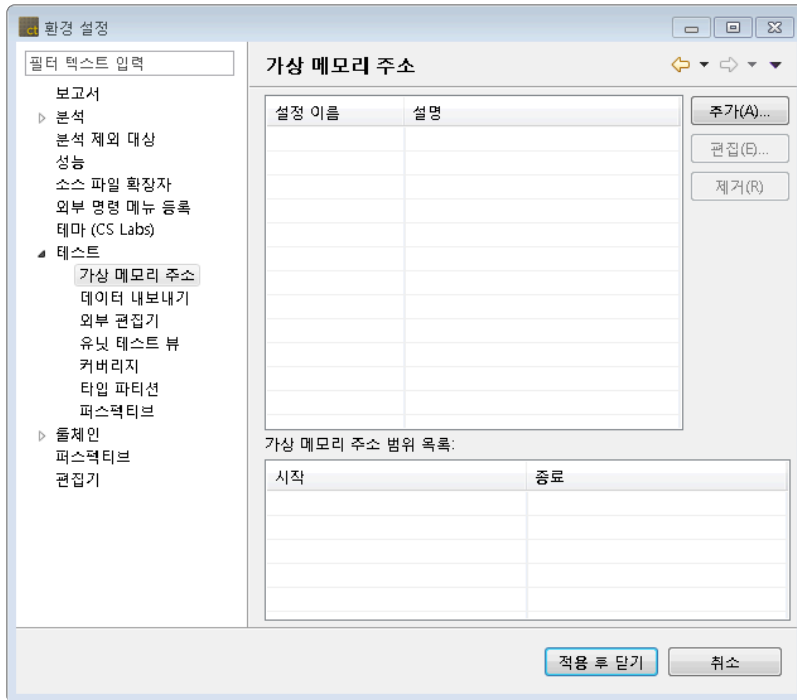 ct 환경 설정
필터 텍스트 입력
보고서
분석
분석 제외 대상
성능
소스 파일 확장자
외부 명령 메뉴 등록
테마 (CS Labs)
테스트
가상 메모리 주소
데이터 내보내기
외부 편집기
유닛 테스트 뷰
커버리지
타입 파티션
퍼스펙티브
툴체인
퍼스펙티브
편집기
가상 메모리 주소
설정 이름 설명
추가(A)...
편집(E)...
제거(R)
가상 메모리 주소 범위 목록:
시작 종료
적용 후 닫기 취소